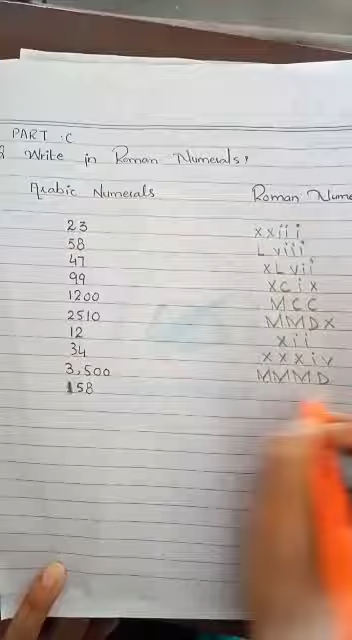 PART C
Write in Roman Numerals,
Arabic Numerals Roman Nume
23 xxiii
58 Lviii
47 xLvii
99 xcix
1200 MCC
2510 MMDX
12 xii
34 xxxiv
3,500 MMMD
158